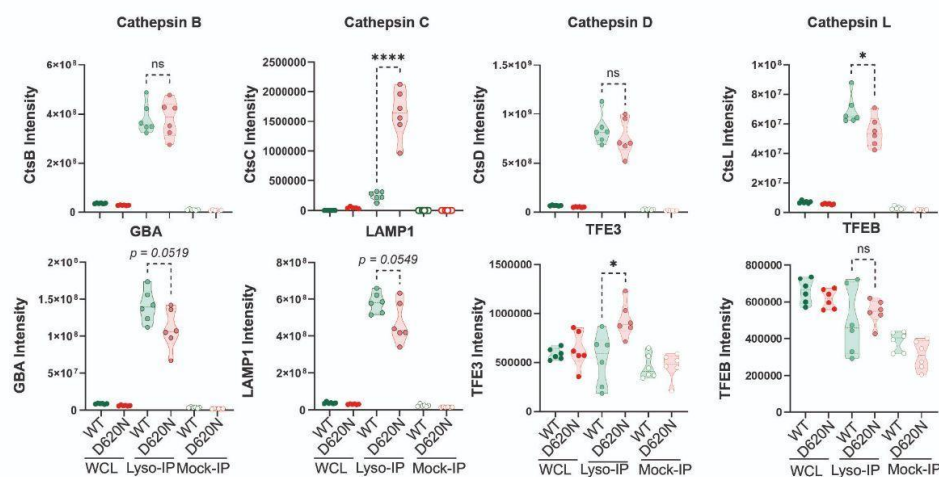 Cathepsin B
Cathepsin C
Cathepsin D
Cathepsin L
CtsB Intensity
6×10⁸
4×10⁸
2×10⁸
0
ns
CtsC Intensity
2500000
2000000
1500000
1000000
500000
0
****
CtsD Intensity
1.5×10⁹
1×10⁹
5×10⁸
0
ns
CtsL Intensity
1×10⁸
8×10⁷
6×10⁷
4×10⁷
2×10⁷
0
*
GBA
LAMP1
TFE3
TFEB
GBA Intensity
2×10⁸
1.5×10⁸
1×10⁸
5×10⁷
0
p = 0.0519
WT
D620N
WT
D620N
WT
D620N
WCL
Lyso-IP
Mock-IP
LAMP1 Intensity
8×10⁸
6×10⁸
4×10⁸
2×10⁸
0
p = 0.0549
WT
D620N
WT
D620N
WT
D620N
WCL
Lyso-IP
Mock-IP
TFE3 Intensity
1500000
1000000
500000
0
*
WT
D620N
WT
D620N
WT
D620N
WCL
Lyso-IP
Mock-IP
TFEB Intensity
800000
600000
400000
200000
0
ns
WT
D620N
WT
D620N
WT
D620N
WCL
Lyso-IP
Mock-IP